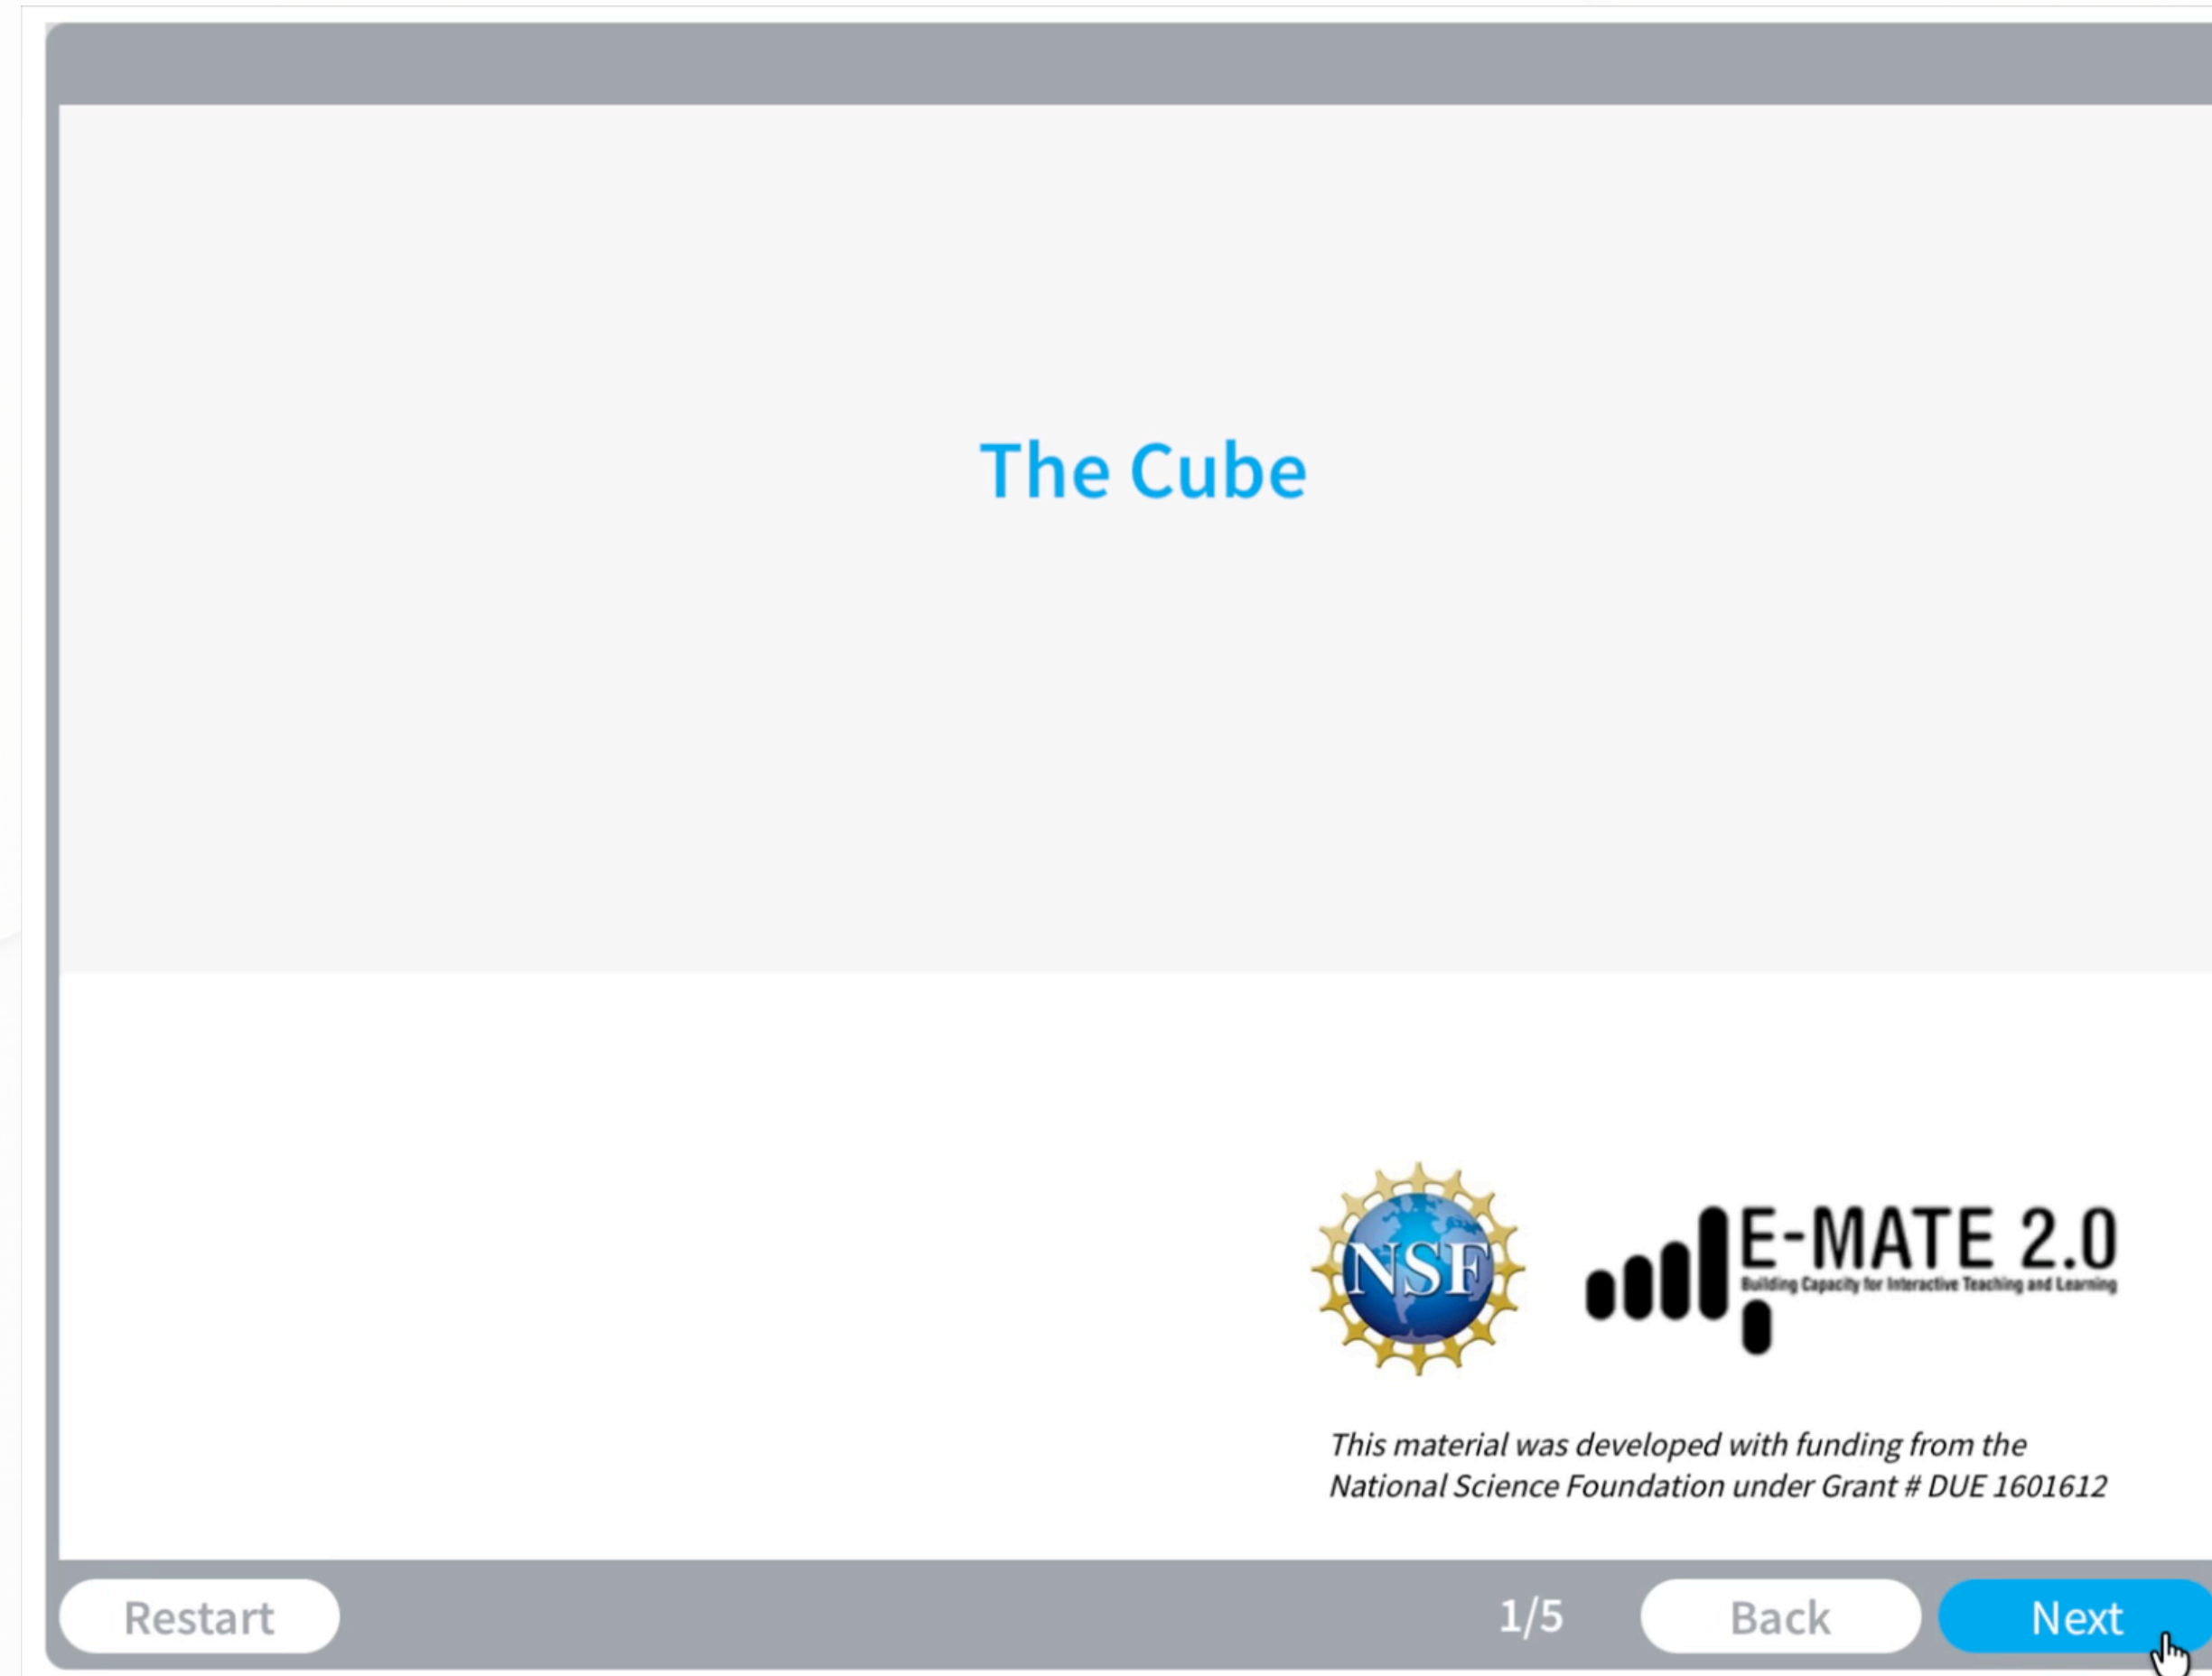 The Cube
NSF
E-MATE 2.0
Building Capacity for Interactive Teaching and Learning
This material was developed with funding from the
National Science Foundation under Grant # DUE 1601612
Restart
1/5
Back
Next